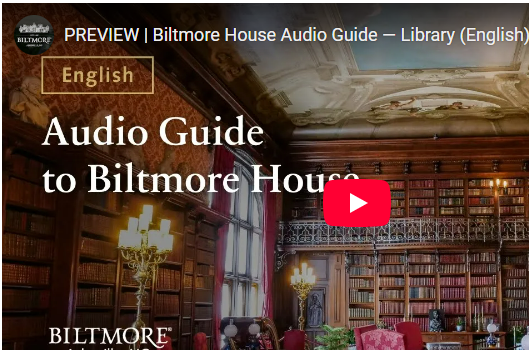 PREVIEW | Biltmore House Audio Guide — Library (English)
English
Audio Guide
to Biltmore House
BILTMORE®